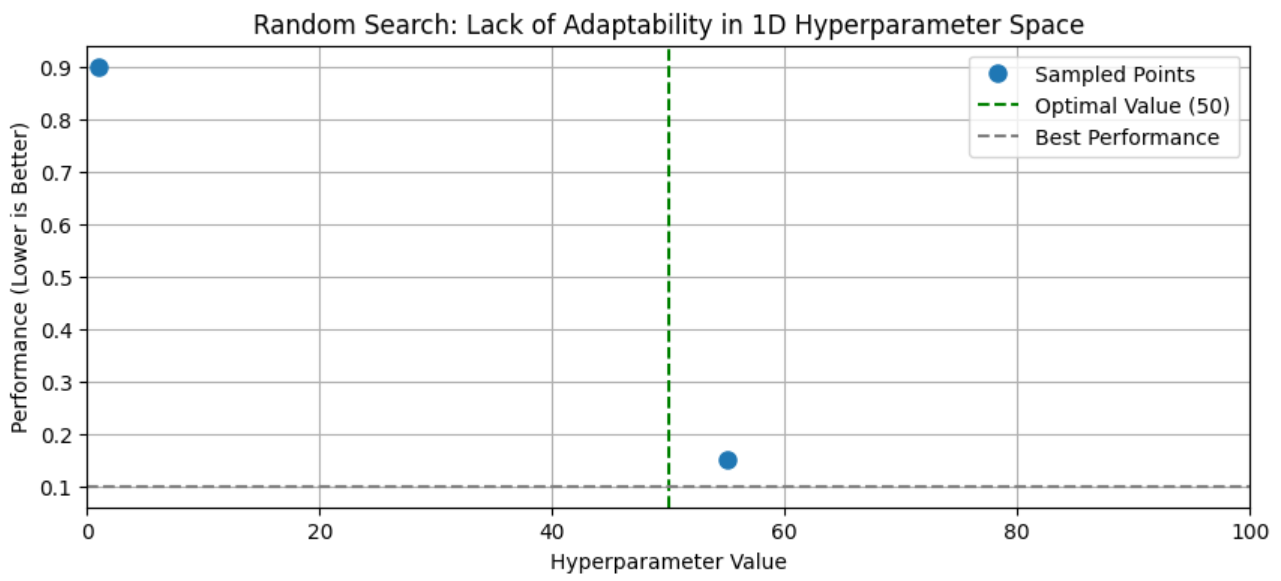 Random Search: Lack of Adaptability in 1D Hyperparameter Space
Performance (Lower is Better)
0.9
0.8
0.7
0.6
0.5
0.4
0.3
0.2
0.1
Sampled Points
Optimal Value (50)
Best Performance
0 20 40 60 80 100
Hyperparameter Value